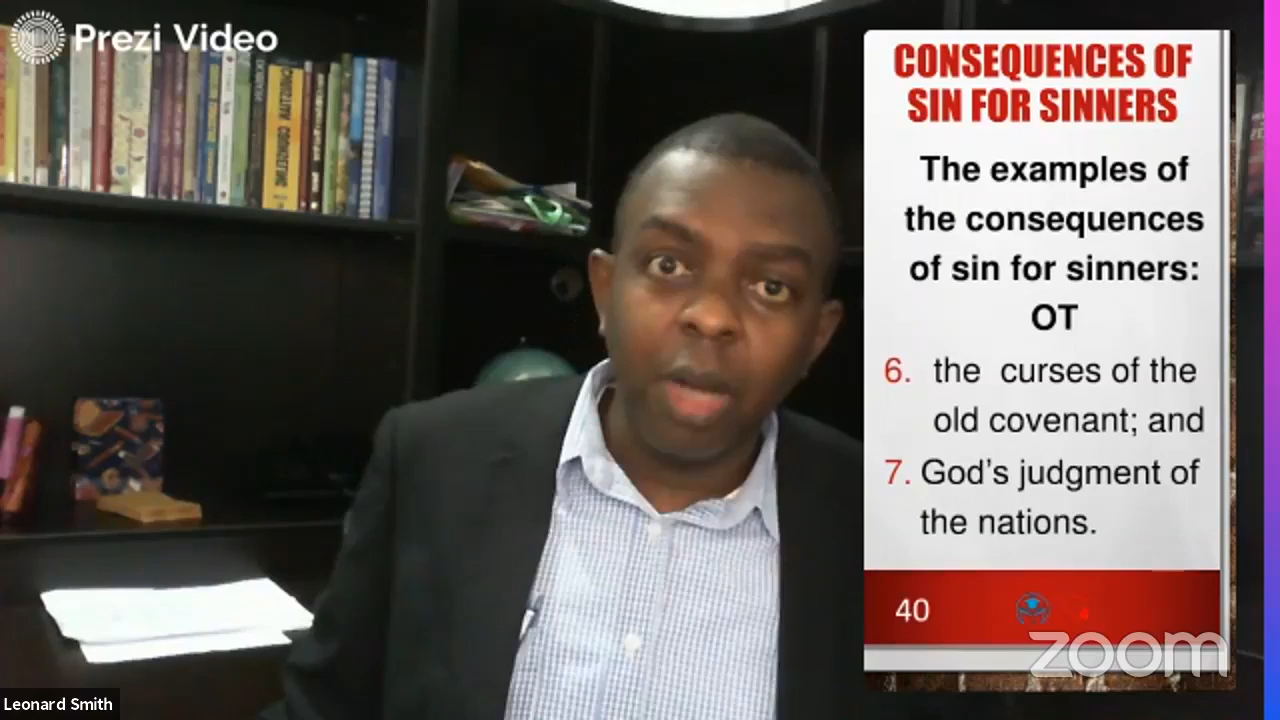 Prezi Video
CONSEQUENCES OF
SIN FOR SINNERS
The examples of
the consequences
of sin for sinners:
OT
6. the curses of the
old covenant; and
7. God's judgment of
the nations.
40
zoom
Leonard Smith